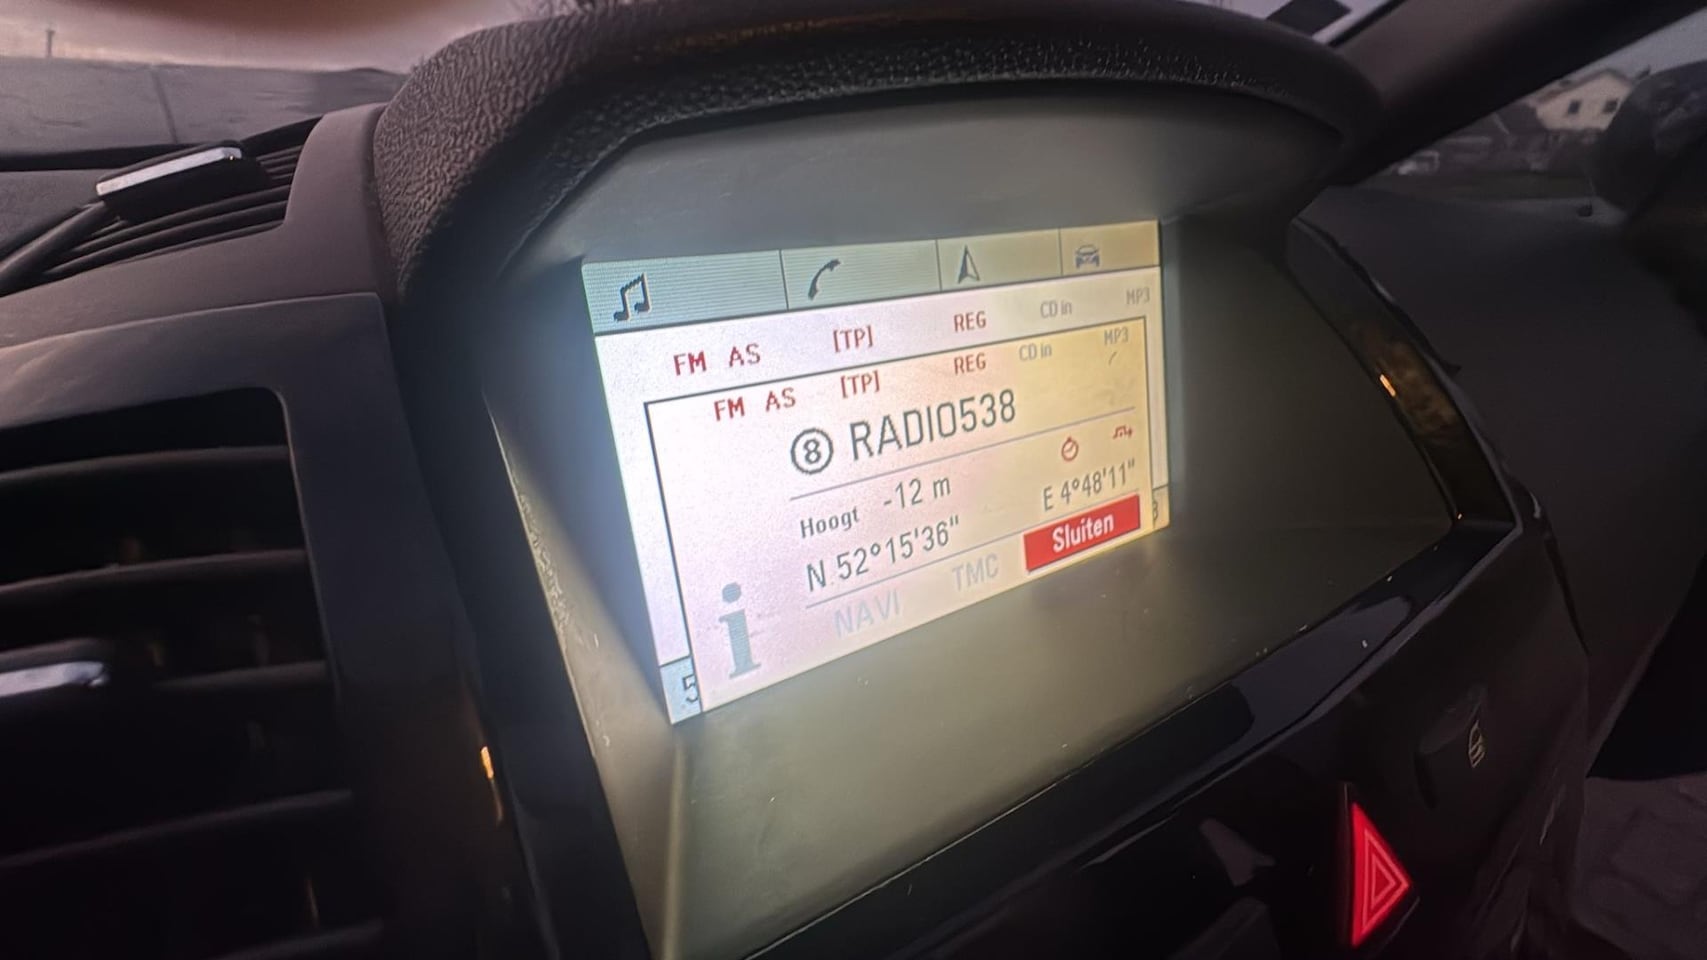 FM AS [TP] REG CD in MP3
FM AS [TP] REG CD in MP3
8 RADIO538
Hoogt -12 m
N 52°15'36" E 4°48'11"
NAVI TMC Sluiten
i
5